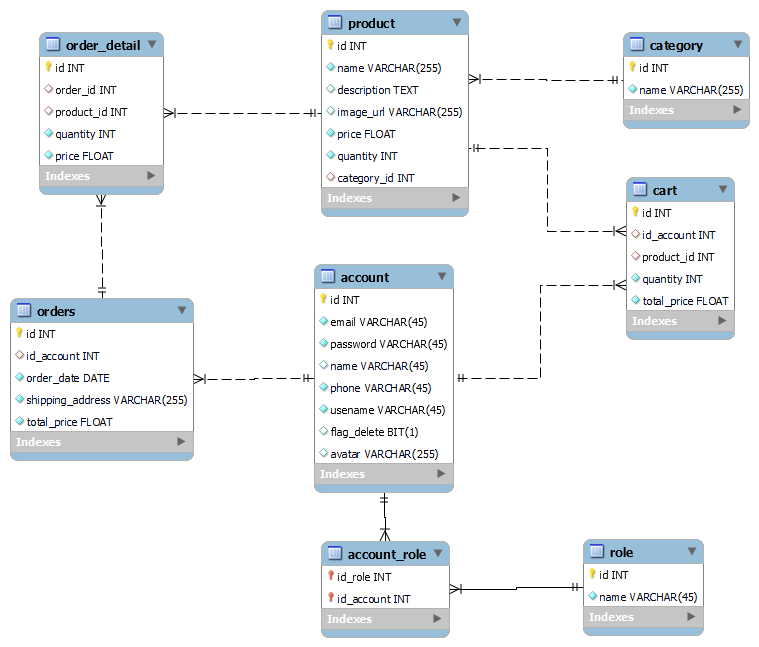 order_detail
id INT
order_id INT
product_id INT
quantity INT
price FLOAT
Indexes
product
id INT
name VARCHAR(255)
description TEXT
image_url VARCHAR(255)
price FLOAT
quantity INT
category_id INT
Indexes
category
id INT
name VARCHAR(255)
Indexes
cart
id INT
id_account INT
product_id INT
quantity INT
total_price FLOAT
Indexes
orders
id INT
id_account INT
order_date DATE
shipping_address VARCHAR(255)
total_price FLOAT
Indexes
account
id INT
email VARCHAR(45)
password VARCHAR(45)
name VARCHAR(45)
phone VARCHAR(45)
usename VARCHAR(45)
flag_delete BIT(1)
avatar VARCHAR(255)
Indexes
account_role
id_role INT
id_account INT
Indexes
role
id INT
name VARCHAR(45)
Indexes